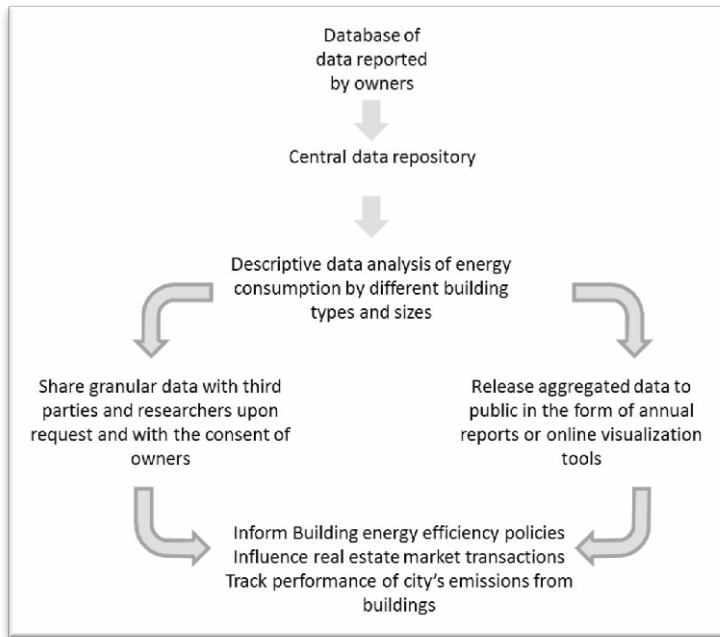 Database of
data reported
by owners
Central data repository
Descriptive data analysis of energy
consumption by different building
types and sizes
Share granular data with third
parties and researchers upon
request and with the consent of
owners
Release aggregated data to
public in the form of annual
reports or online visualization
tools
Inform Building energy efficiency policies
Influence real estate market transactions
Track performance of city's emissions from
buildings